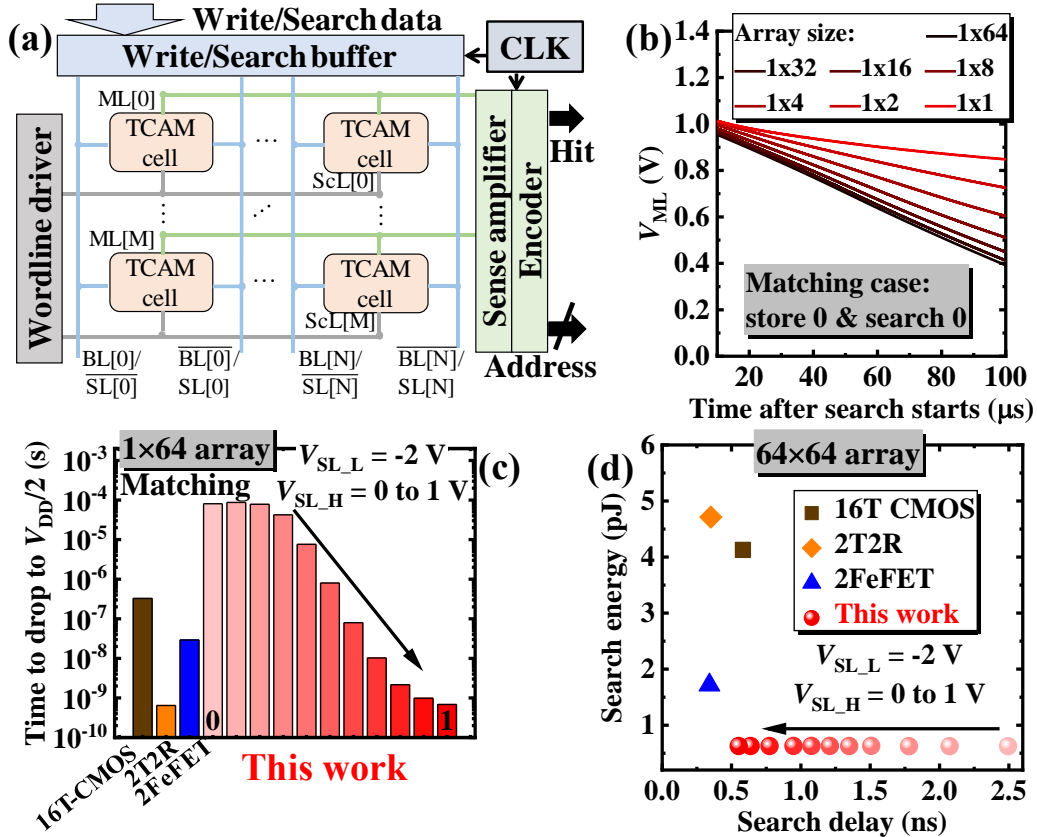 (a)
Write/Search data
Write/Search buffer
CLK
ML[0]
TCAM cell
...
TCAM cell
ScL[0]
Wordline driver
Sense amplifier
Encoder
Hit
ML[M]
TCAM cell
...
TCAM cell
ScL[M]
Address
BL[0]/
SL[0]
BL[0]/
SL[0]
BL[N]/
SL[N]
BL[N]/
SL[N]
(b)
Array size: 1x64
1x32 1x16 1x8
1x4 1x2 1x1
1.4
1.2
1.0
0.8
0.6
0.4
0.2
0.0
V_ML (V)
Matching case:
store 0 & search 0
20 40 60 80 100
Time after search starts (μs)
(c)
1×64 array
Matching
V_SL_L = -2 V
V_SL_H = 0 to 1 V
10⁻³
10⁻²
10⁻³
10⁻⁴
10⁻⁵
10⁻⁶
10⁻⁷
10⁻⁸
10⁻⁹
10⁻¹⁰
Time to drop to V_DD/2 (s)
0
1
16T-CMOS
2T2R
2FeFET
This work
(d)
64×64 array
16T CMOS
2T2R
2FeFET
This work
V_SL_L = -2 V
V_SL_H = 0 to 1 V
6
5
4
3
2
1
Search energy (pJ)
0.0 0.5 1.0 1.5 2.0 2.5
Search delay (ns)